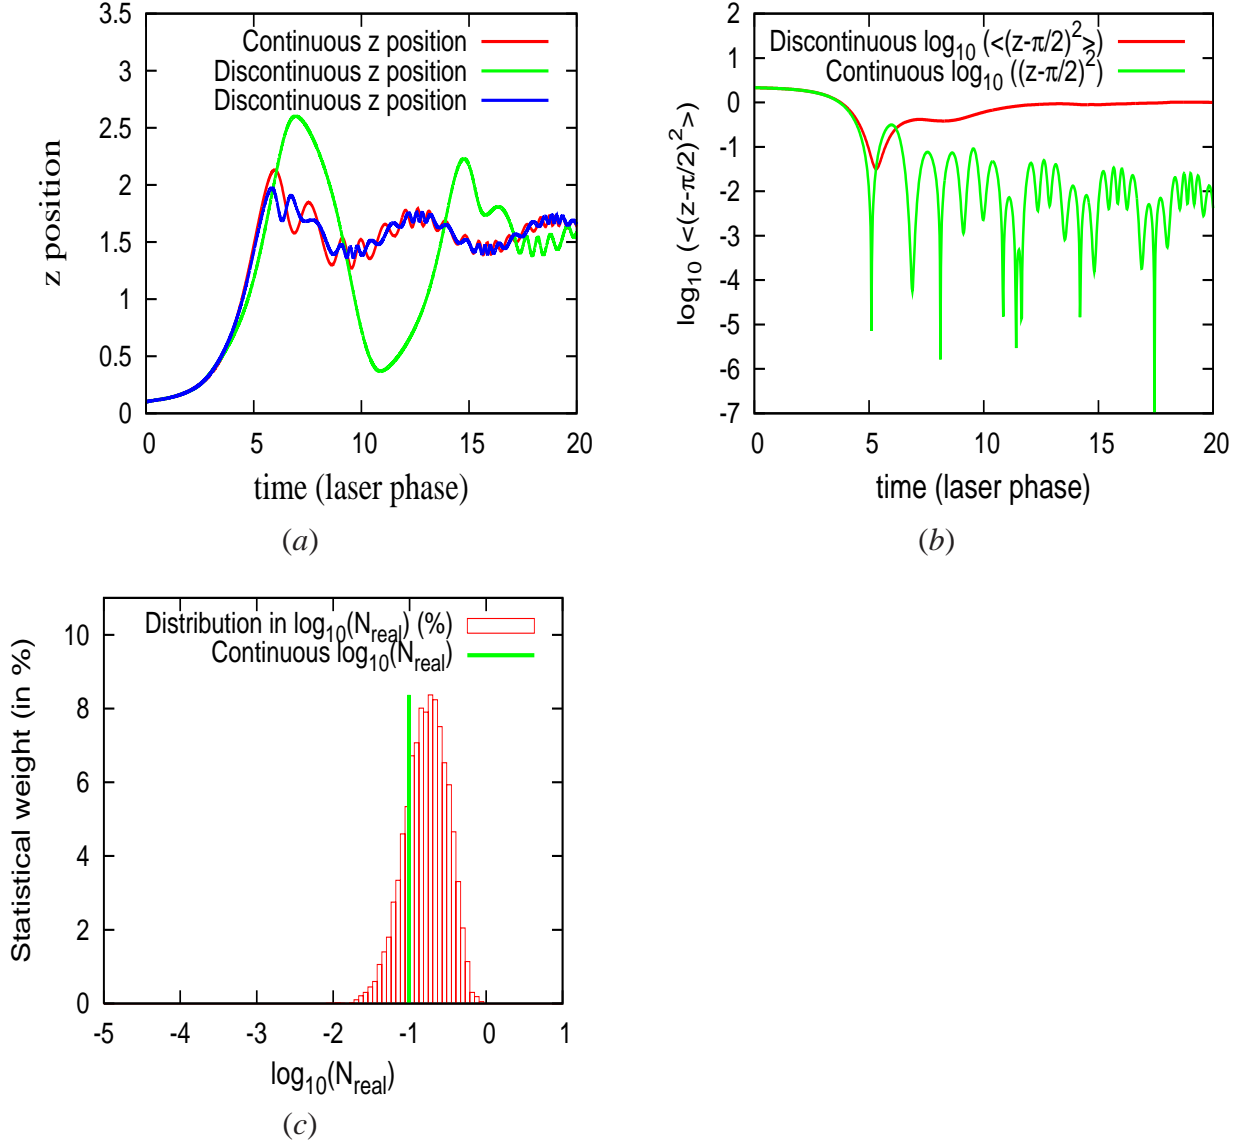 3.5
3
2.5
2
1.5
1
0.5
0
0 5 10 15 20
z position
time (laser phase)
Continuous z position
Discontinuous z position
Discontinuous z position
(a)
2
1
0
-1
-2
-3
-4
-5
-6
-7
0 5 10 15 20
log10 (<(z-π/2)²>)
time (laser phase)
Discontinuous log10 (<(z-π/2)²>)
Continuous log10 ((z-π/2)²)
(b)
10
8
6
4
2
0
-5 -4 -3 -2 -1 0 1
Statistical weight (in %)
log10(Nreal)
Distribution in log10(Nreal) (%)
Continuous log10(Nreal)
(c)